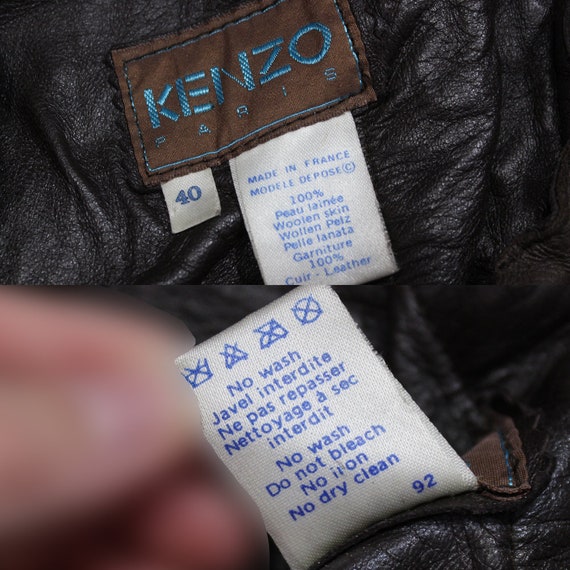 KENZO
PARIS
40
MADE IN FRANCE
MODELE DEPOSE©
100%
Peau lainée
Woolen skin
Wollen Pelz
Pelle lanata
Garniture
100%
Cuir - Leather
No wash
Javel interdite
Ne pas repasser
Nettoyage à sec
interdit
No wash
Do not bleach
No iron
No dry clean
92